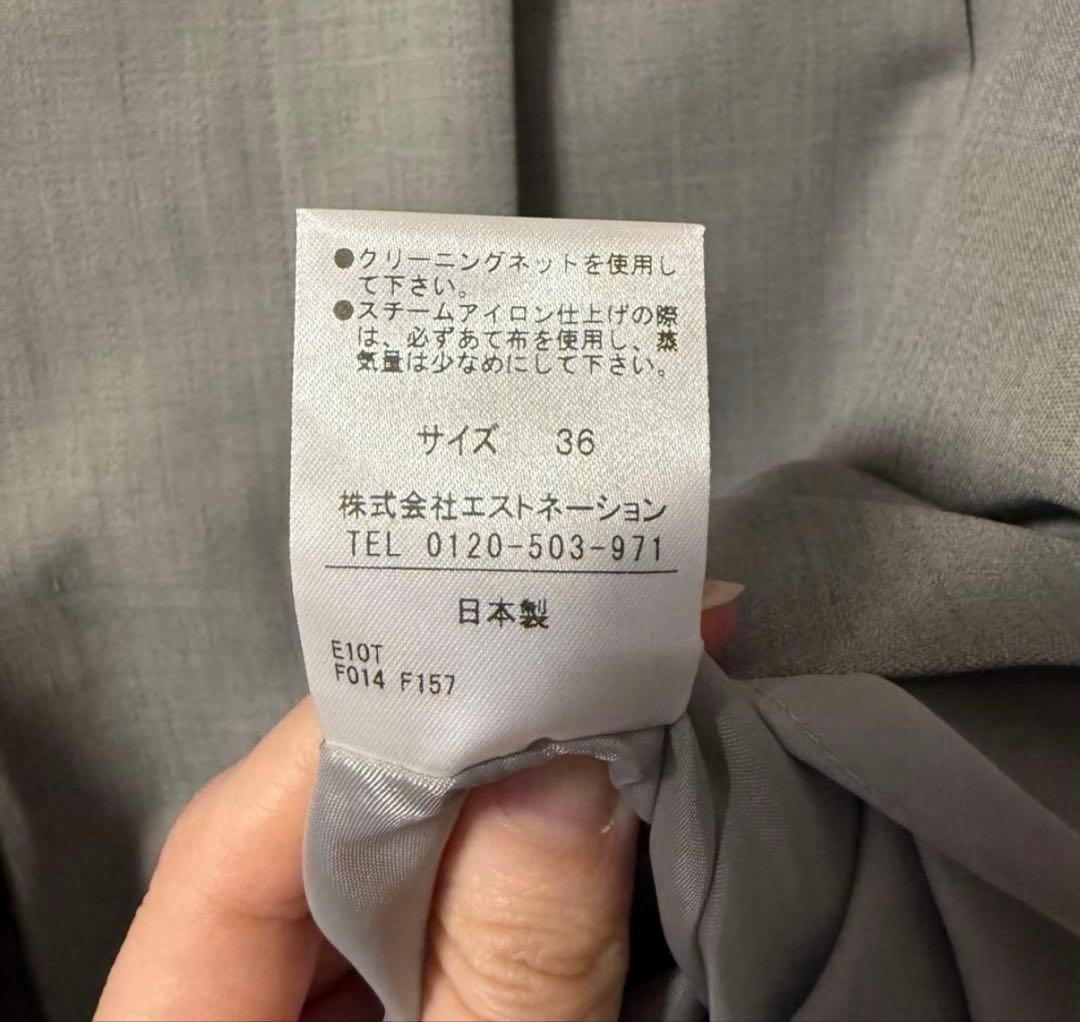 ●クリーニングネットを使用し
て下さい。
●スチームアイロン仕上げの際
は、必ずあて布を使用し、蒸
気量は少なめにして下さい。
サイズ 36
株式会社エストネーション
TEL 0120-503-971
日本製
E10T
F014 F157